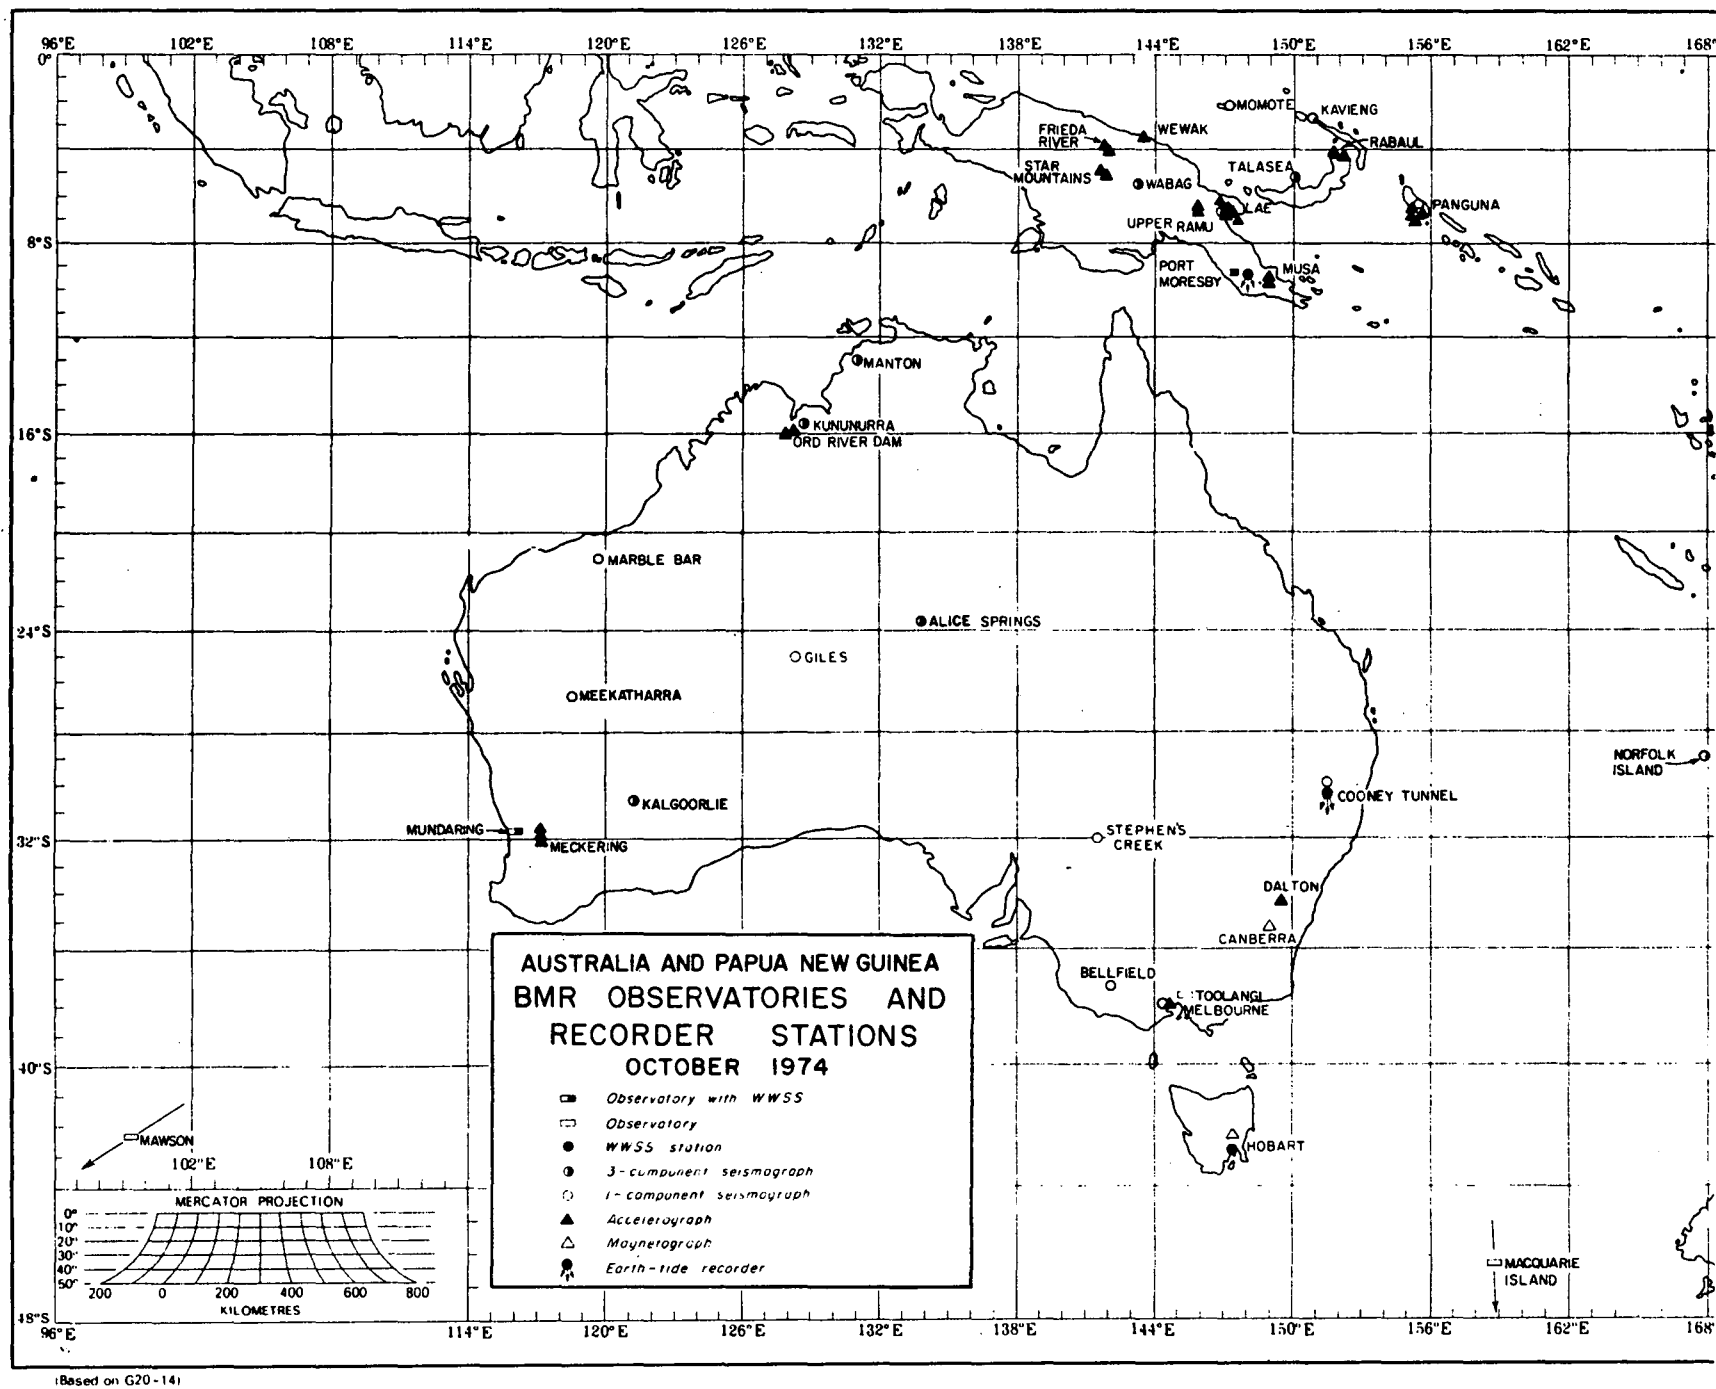 96°E 102°E 108°E 114°E 120°E 126°E 132°E 138°E 144°E 150°E 156°E 162°E 168°
0°
MOMOTE
KAVIENG
FRIEDA
RIVER
WEWAK
RABAUL
STAR
MOUNTAINS
TALASEA
WABAG
LAE
PANGUNA
UPPER RAMU
8°S
PORT
MORESBY
MUSA
MANTON
KUNUNURRA
ORD RIVER DAM
16°S
MARBLE BAR
ALICE SPRINGS
24°S
GILES
MEEKATHARRA
NORFOLK
ISLAND
KALGOORLIE
COONEY TUNNEL
MUNDARING
MECKERING
STEPHEN'S
CREEK
32°S
DALTON
CANBERRA
BELLFIELD
TOOLANGI
MELBOURNE
AUSTRALIA AND PAPUA NEW GUINEA
BMR OBSERVATORIES AND
RECORDER STATIONS
OCTOBER 1974
Observatory with WWSS
Observatory
WWSS station
3-component seismograph
1-component seismograph
Accelerograph
Magnetograph
Earth-tide recorder
40°S
MAWSON
102°E 108°E
HOBART
MERCATOR PROJECTION
0°
10°
20°
30°
40°
50°
200 0 200 400 600 800
KILOMETRES
MACQUARIE
ISLAND
48°S
96°E 114°E 120°E 126°E 132°E 138°E 144°E 150°E 156°E 162°E 168°
(Based on G20-14)